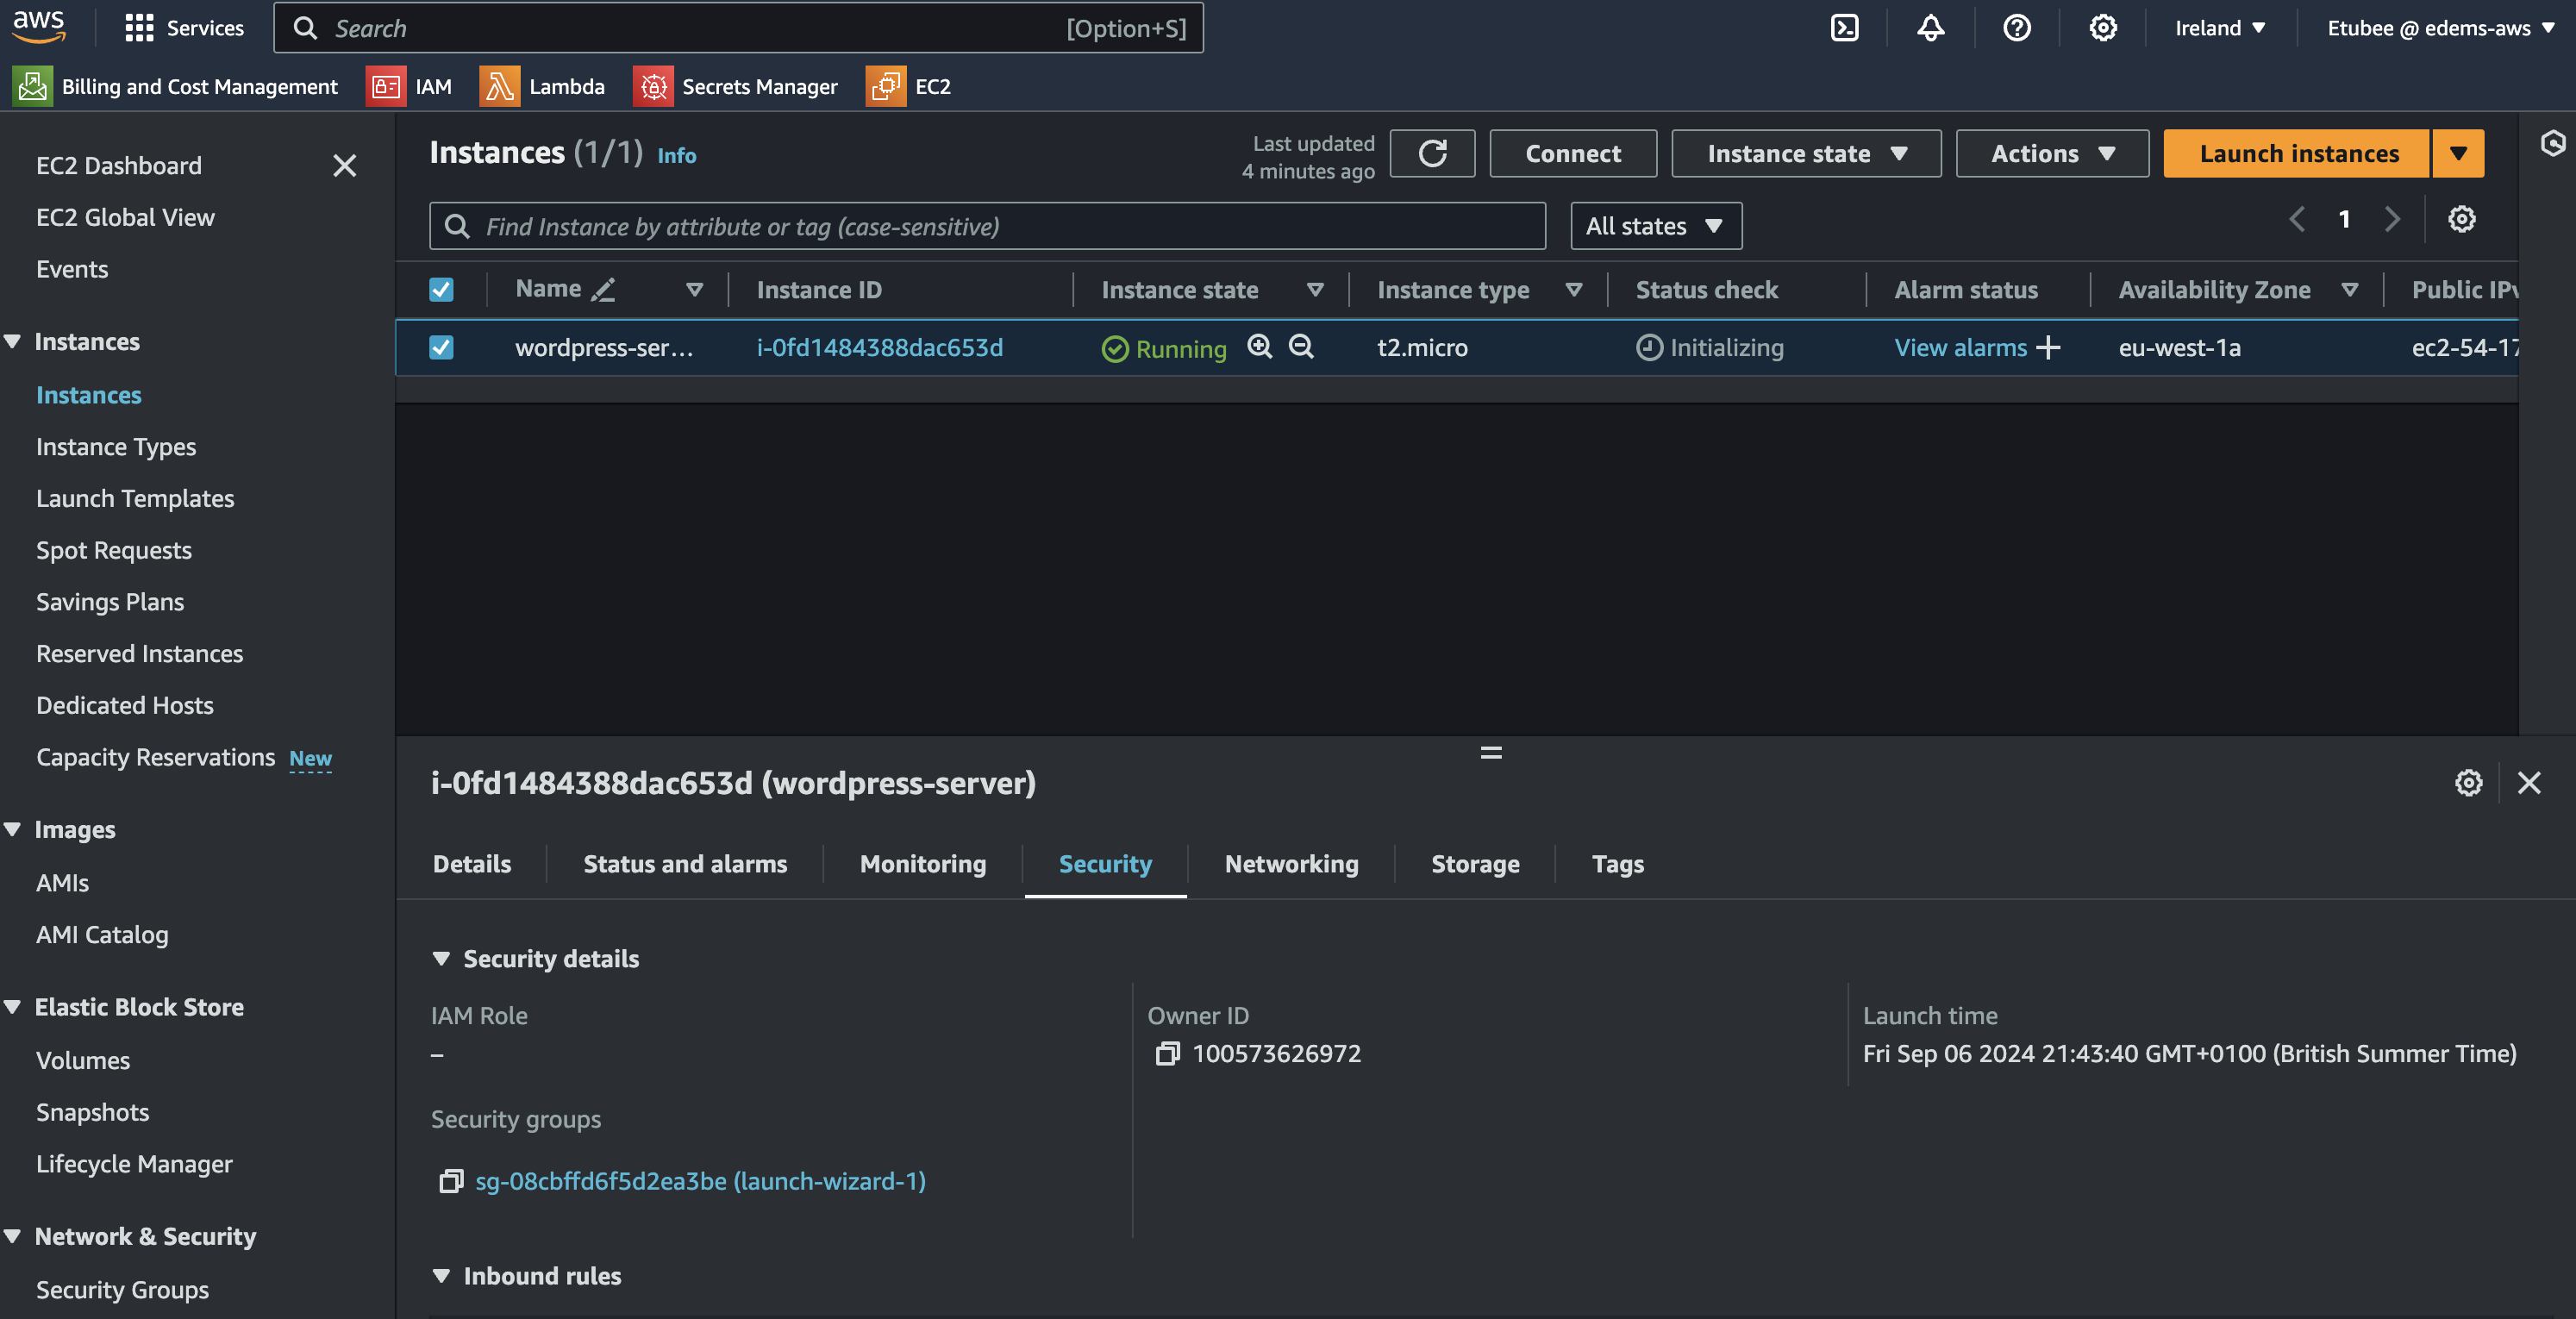 aws
Services
Search
[Option+S]
Ireland
Etubee @ edems-aws
Billing and Cost Management
IAM
Lambda
Secrets Manager
EC2
EC2 Dashboard
EC2 Global View
Events
Instances
Instances
Instance Types
Launch Templates
Spot Requests
Savings Plans
Reserved Instances
Dedicated Hosts
Capacity Reservations New
Images
AMIs
AMI Catalog
Elastic Block Store
Volumes
Snapshots
Lifecycle Manager
Network & Security
Security Groups
Instances (1/1) Info
Last updated
4 minutes ago
Connect
Instance state
Actions
Launch instances
Find Instance by attribute or tag (case-sensitive)
All states
1
Name
Instance ID
Instance state
Instance type
Status check
Alarm status
Availability Zone
Public IPv
wordpress-ser...
i-0fd1484388dac653d
Running
t2.micro
Initializing
View alarms
eu-west-1a
ec2-54-17
i-0fd1484388dac653d (wordpress-server)
Details
Status and alarms
Monitoring
Security
Networking
Storage
Tags
Security details
IAM Role
–
Owner ID
100573626972
Launch time
Fri Sep 06 2024 21:43:40 GMT+0100 (British Summer Time)
Security groups
sg-08cbffd6f5d2ea3be (launch-wizard-1)
Inbound rules